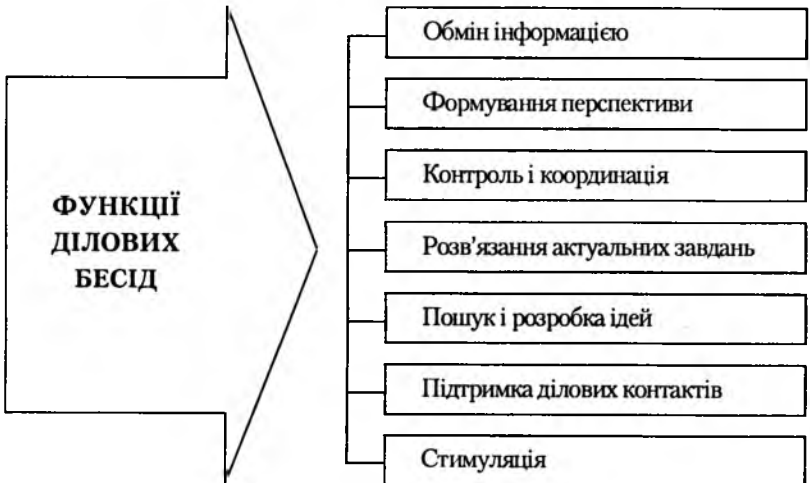 ФУНКЦІЇ
ДІЛОВИХ
БЕСІД
Обмін інформацією
Формування перспективи
Контроль і координація
Розв'язання актуальних завдань
Пошук і розробка ідей
Підтримка ділових контактів
Стимуляція